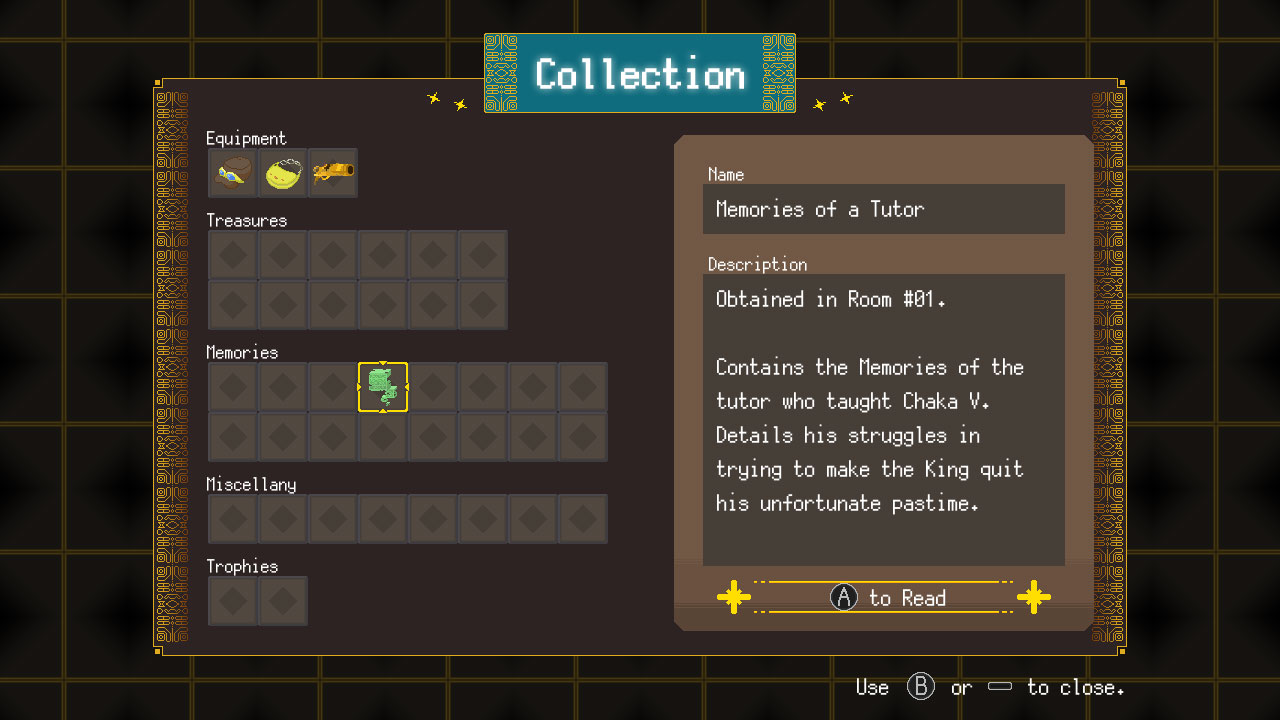 Collection
Equipment
Treasures
Memories
Miscellany
Trophies
Name
Memories of a Tutor
Description
Obtained in Room #01.
Contains the Memories of the
tutor who taught Chaka V.
Details his struggles in
trying to make the King quit
his unfortunate pastime.
A to Read
Use B or to close.